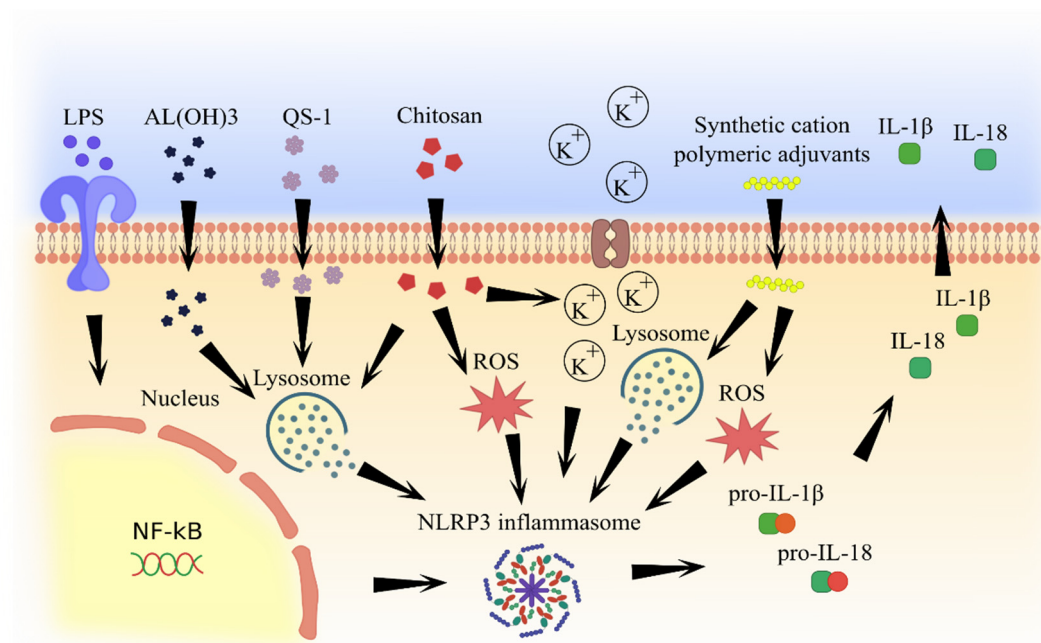 LPS
AL(OH)3
QS-1
Chitosan
K+
K+
K+
Synthetic cation
polymeric adjuvants
IL-1β
IL-18
K+
K+
K+
IL-1β
IL-18
Lysosome
ROS
Lysosome
ROS
Nucleus
pro-IL-1β
NLRP3 inflammasome
NF-kB
pro-IL-18